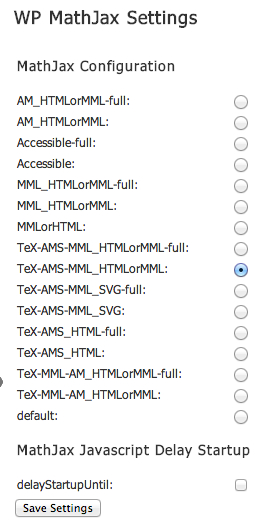 WP MathJax Settings
MathJax Configuration
AM_HTMLorMML-full:
AM_HTMLorMML:
Accessible-full:
Accessible:
MML_HTMLorMML-full:
MML_HTMLorMML:
MMLorHTML:
TeX-AMS-MML_HTMLorMML-full:
TeX-AMS-MML_HTMLorMML:
TeX-AMS-MML_SVG-full:
TeX-AMS-MML_SVG:
TeX-AMS_HTML-full:
TeX-AMS_HTML:
TeX-MML-AM_HTMLorMML-full:
TeX-MML-AM_HTMLorMML:
default:
MathJax Javascript Delay Startup
delayStartupUntil:
Save Settings